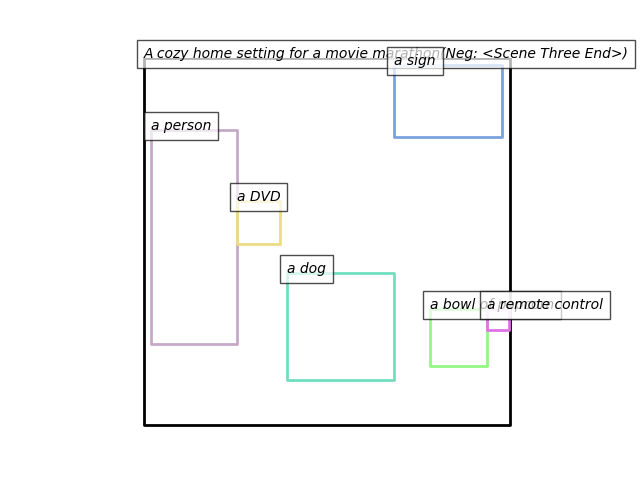 A cozy home setting for a movie marathon(Neg: <Scene Three End>)
a sign
a person
a DVD
a dog
a bowl of popcorn
a remote control